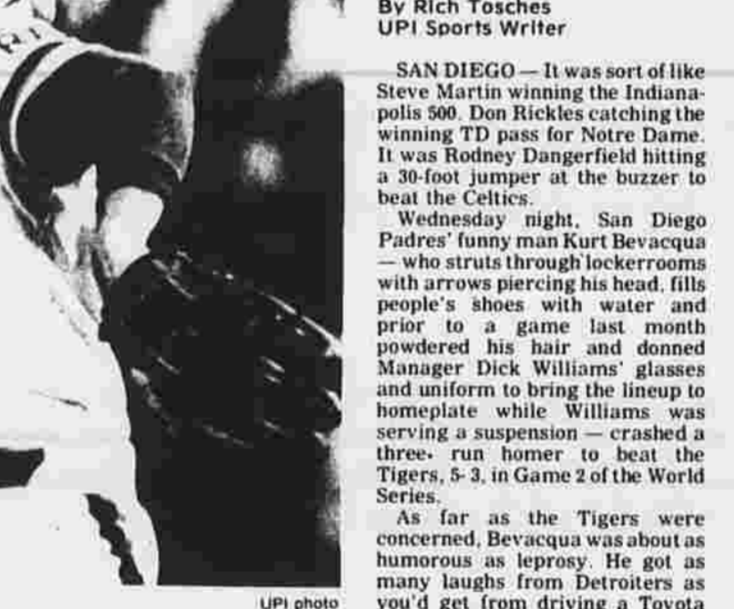 By Rich Tosches
UPI Sports Writer
SAN DIEGO — It was sort of like
Steve Martin winning the Indiana-
polis 500. Don Rickles catching the
winning TD pass for Notre Dame.
It was Rodney Dangerfield hitting
a 30-foot jumper at the buzzer to
beat the Celtics.
Wednesday night, San Diego
Padres' funny man Kurt Bevacqua
— who struts through lockerrooms
with arrows piercing his head, fills
people's shoes with water and
prior to a game last month
powdered his hair and donned
Manager Dick Williams' glasses
and uniform to bring the lineup to
homeplate while Williams was
serving a suspension — crashed a
three- run homer to beat the
Tigers, 5- 3, in Game 2 of the World
Series.
As far as the Tigers were
concerned, Bevacqua was about as
humorous as leprosy. He got as
many laughs from Detroiters as
you'd get from driving a Toyota
UPI photo